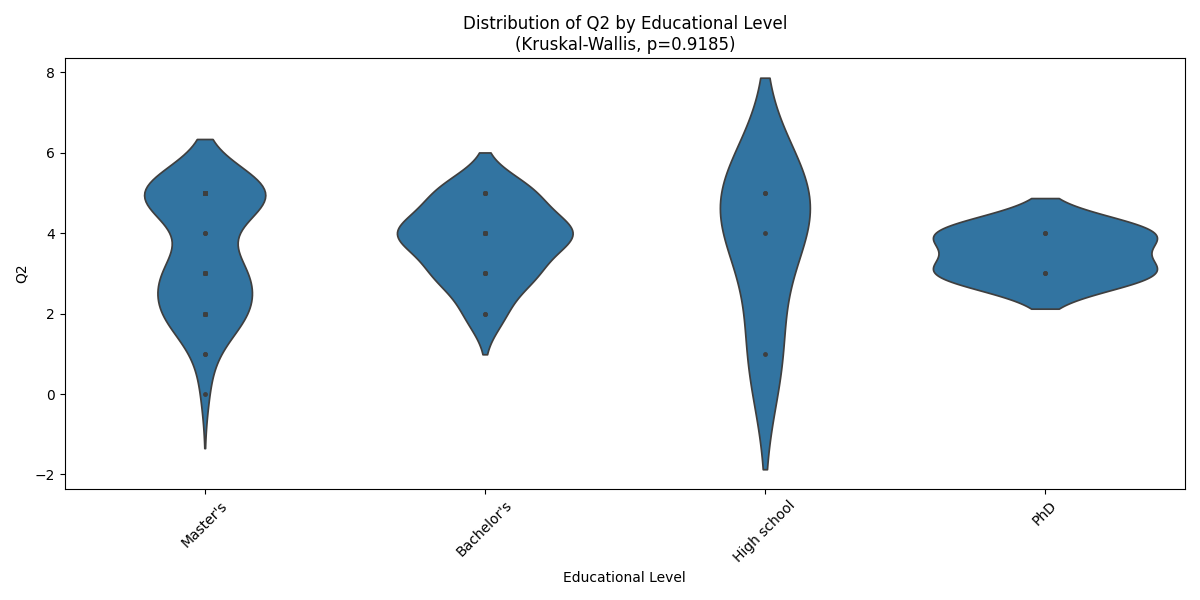 Distribution of Q2 by Educational Level
(Kruskal-Wallis, p=0.9185)
8
6
4
2
0
−2
Q2
Master's
Bachelor's
High school
PhD
Educational Level